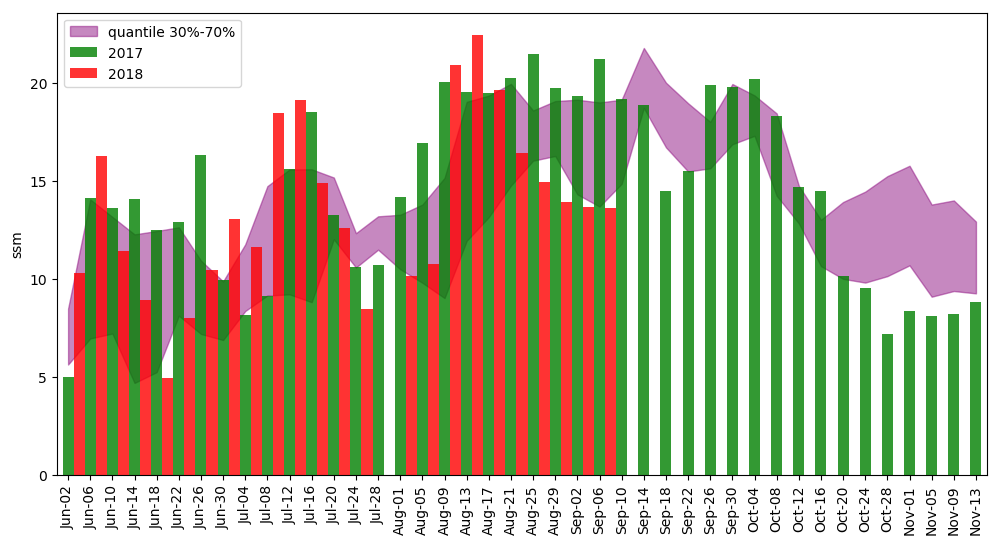 quantile 30%-70%
2017
2018
ssm
20
15
10
5
0
Jun-02
Jun-06
Jun-10
Jun-14
Jun-18
Jun-22
Jun-26
Jun-30
Jul-04
Jul-08
Jul-12
Jul-16
Jul-20
Jul-24
Jul-28
Aug-01
Aug-05
Aug-09
Aug-13
Aug-17
Aug-21
Aug-25
Aug-29
Sep-02
Sep-06
Sep-10
Sep-14
Sep-18
Sep-22
Sep-26
Sep-30
Oct-04
Oct-08
Oct-12
Oct-16
Oct-20
Oct-24
Oct-28
Nov-01
Nov-05
Nov-09
Nov-13